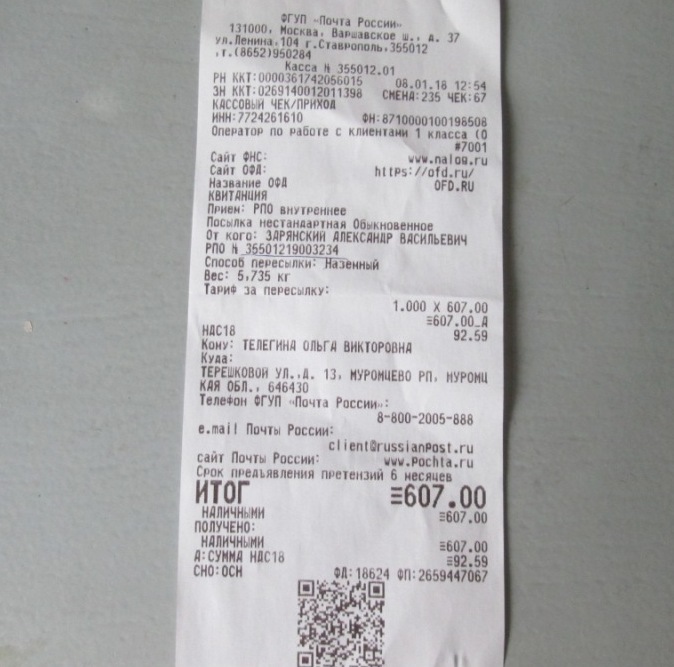 ФГУП «Почта России»
131000, Москва, Варшавское ш., д. 37
ул.Ленина,104 г.Ставрополь,355012
,т.(8652)950284
Касса N 355012.01
РН ККТ:0000361742056015 08.01.18 12:54
ЗН ККТ:0269140012011398 СМЕНА:235 ЧЕК:67
КАССОВЫЙ ЧЕК/ПРИХОД
ИНН:7724261610 ФН:8710000100198508
Оператор по работе с клиентами 1 класса (О
#7001
Сайт ФНС: www.nalog.ru
Сайт ОФД: https://ofd.ru/
Название ОФД OFD.RU
КВИТАНЦИЯ
Прием: РПО внутреннее
Посылка нестандартная Обыкновенное
От кого: ЗАРЯНСКИЙ АЛЕКСАНДР ВАСИЛЬЕВИЧ
РПО N 35501219003234
Способ пересылки: Наземный
Вес: 5,735 кг
Тариф за пересылку:
1.000 X 607.00
≡607.00_А
НДС18 92.59
Кому: ТЕЛЕГИНА ОЛЬГА ВИКТОРОВНА
Куда:
ТЕРЕШКОВОЙ УЛ.,Д. 13, МУРОМЦЕВО РП, МУРОМЦ
КАЯ ОБЛ., 646430
Телефон ФГУП «Почта России»:
8-800-2005-888
e.mail Почты России:
client@russianpost.ru
сайт Почты России: www.pochta.ru
Срок предъявления претензий 6 месяцев
ИТОГ ≡607.00
НАЛИЧНЫМИ ≡607.00
ПОЛУЧЕНО:
НАЛИЧНЫМИ ≡607.00
А:СУММА НДС18 ≡92.59
СНО:ОСН ФД:18624 ФП:2659447067